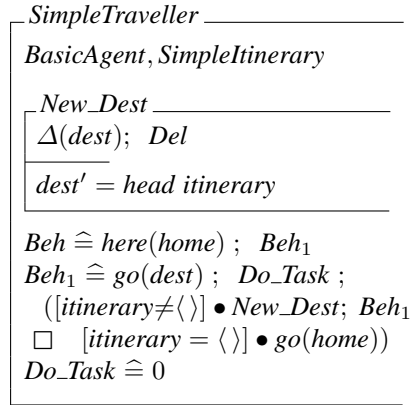 SimpleTraveller
BasicAgent, SimpleItinerary
New_Dest
Δ(dest); Del
dest′ = head itinerary
Beh ≙ here(home) ; Beh₁
Beh₁ ≙ go(dest) ; Do_Task ;
([itinerary≠⟨ ⟩] • New_Dest; Beh₁
□ [itinerary = ⟨ ⟩] • go(home))
Do_Task ≙ 0